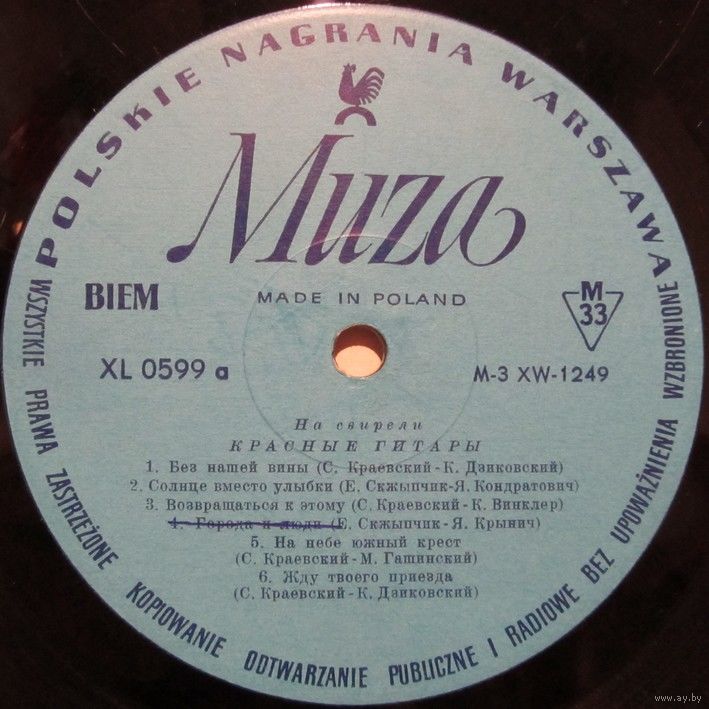 POLSKIE NAGRANIA WARSZAWA
Muza
BIEM
MADE IN POLAND
M
33
XL 0599 a
M-3 XW-1249
На свирели
КРАСНЫЕ ГИТАРЫ
1. Без нашей вины (С. Краевский-К. Дзиковский)
2. Солнце вместо улыбки (Е. Скжыпчик-Я. Кондратович)
3. Возвращаться к этому (С. Краевский-К. Винклер)
4. Города и люди (Е. Скжыпчик-Я. Крынич)
5. На небе южный крест
(С. Краевский-М. Гашинский)
6. Жду твоего приезда
(С. Краевский-К. Дзиковский)
WSZYSTKIE PRAWA ZASTRZEŻONE KOPIOWANIE ODTWARZANIE PUBLICZNE I RADIOWE BEZ UPOWAŻNIENIA WZBRONIONE
www.ay.by